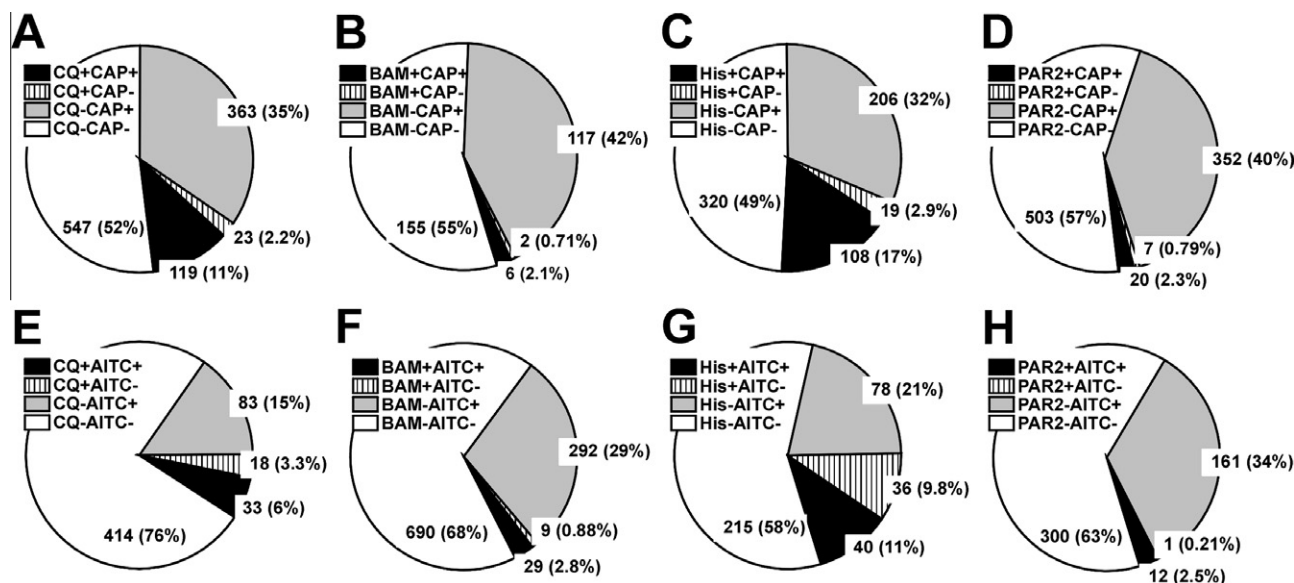 A
CQ+CAP+
CQ+CAP-
CQ-CAP+
CQ-CAP-
363 (35%)
547 (52%)
23 (2.2%)
119 (11%)
B
BAM+CAP+
BAM+CAP-
BAM-CAP+
BAM-CAP-
117 (42%)
155 (55%)
2 (0.71%)
6 (2.1%)
C
His+CAP+
His+CAP-
His-CAP+
His-CAP-
206 (32%)
320 (49%)
19 (2.9%)
108 (17%)
D
PAR2+CAP+
PAR2+CAP-
PAR2-CAP+
PAR2-CAP-
352 (40%)
503 (57%)
7 (0.79%)
20 (2.3%)
E
CQ+AITC+
CQ+AITC-
CQ-AITC+
CQ-AITC-
83 (15%)
18 (3.3%)
33 (6%)
414 (76%)
F
BAM+AITC+
BAM+AITC-
BAM-AITC+
BAM-AITC-
292 (29%)
690 (68%)
9 (0.88%)
29 (2.8%)
G
His+AITC+
His+AITC-
His-AITC+
His-AITC-
78 (21%)
36 (9.8%)
215 (58%)
40 (11%)
H
PAR2+AITC+
PAR2+AITC-
PAR2-AITC+
PAR2-AITC-
161 (34%)
300 (63%)
1 (0.21%)
12 (2.5%)